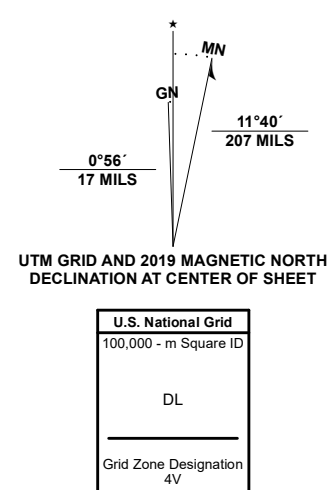 ★
MN
GN
11°40´
207 MILS
0°56´
17 MILS
UTM GRID AND 2019 MAGNETIC NORTH
DECLINATION AT CENTER OF SHEET
U.S. National Grid
100,000 - m Square ID
DL
Grid Zone Designation
4V